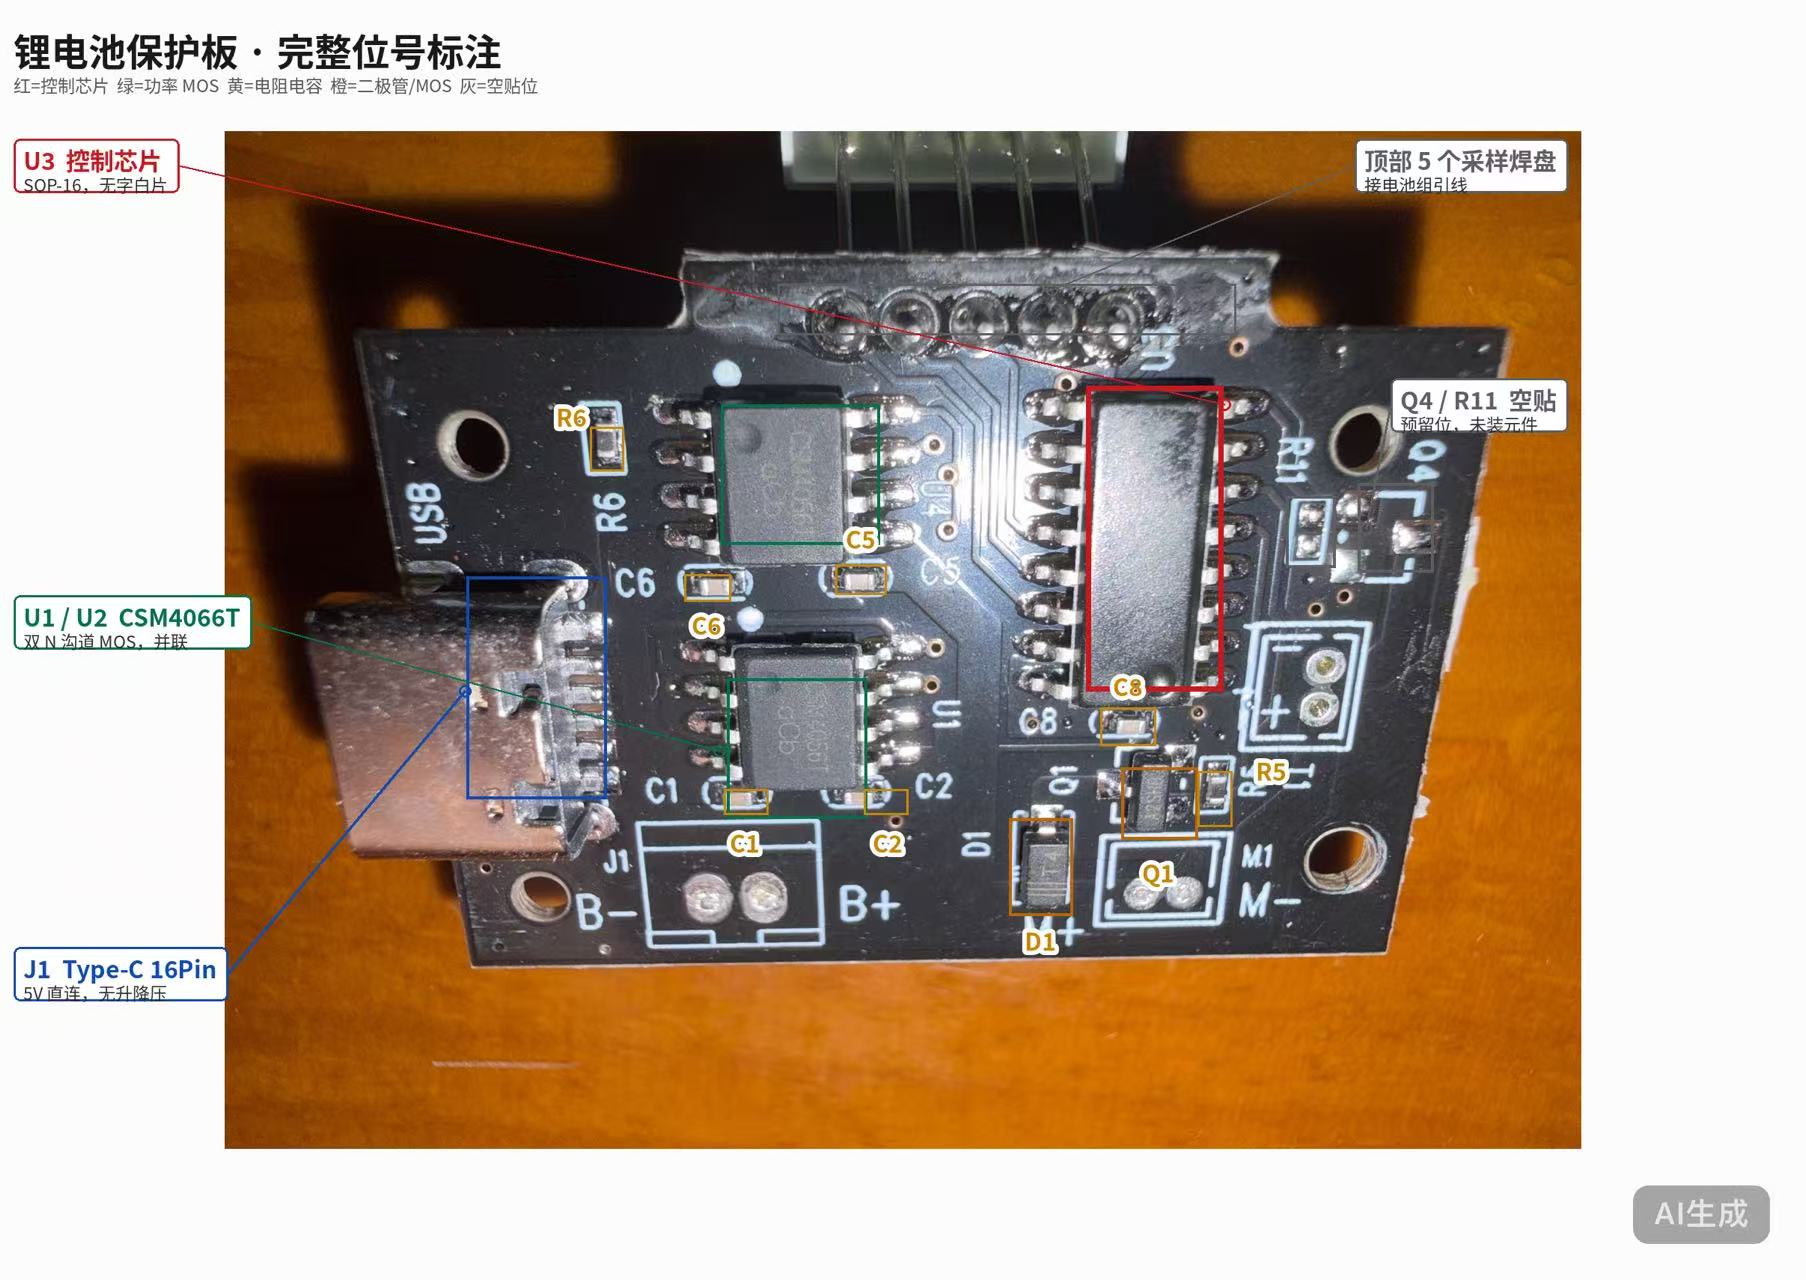 锂电池保护板 · 完整位号标注
红=控制芯片 绿=功率 MOS 黄=电阻电容 橙=二极管/MOS 灰=空贴位
U3 控制芯片
SOP-16，无字白片
顶部 5 个采样焊盘
接电池组引线
Q4 / R11 空贴
预留位，未装元件
R6
R11
Q4
USB
R6
U4
C5
C6
C5
C6
U1 / U2 CSM4066T
双 N 沟道 MOS，并联
U1
C8
C8
+
C1
C2
Q1
R5
C1
C2
J1
D1
M1
Q1
B-
B+
M-
M+
D1
J1 Type-C 16Pin
5V 直连，无升降压
AI生成